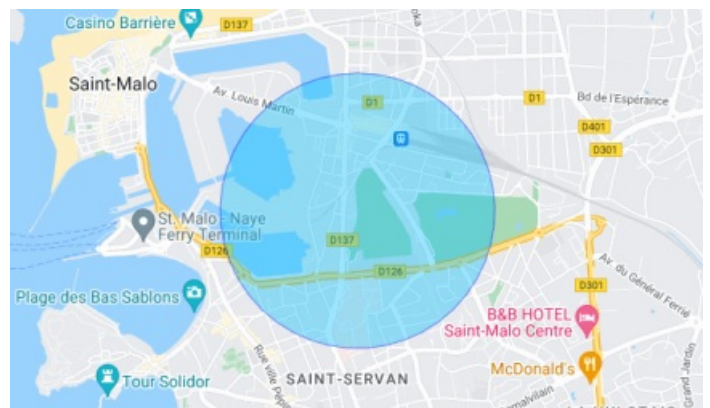 Casino Barrière
D137
Saint-Malo
Av. Louis Martin
D1
D1
Bd de l'Espérance
D401
D301
St. Malo - Naye
Ferry Terminal
D126
D137
D126
D301
Av. du Général Ferrié
Plage des Bas Sablons
B&B HOTEL
Saint-Malo Centre
McDonald's
Tour Solidor
SAINT-SERVAN
Grand Jardin